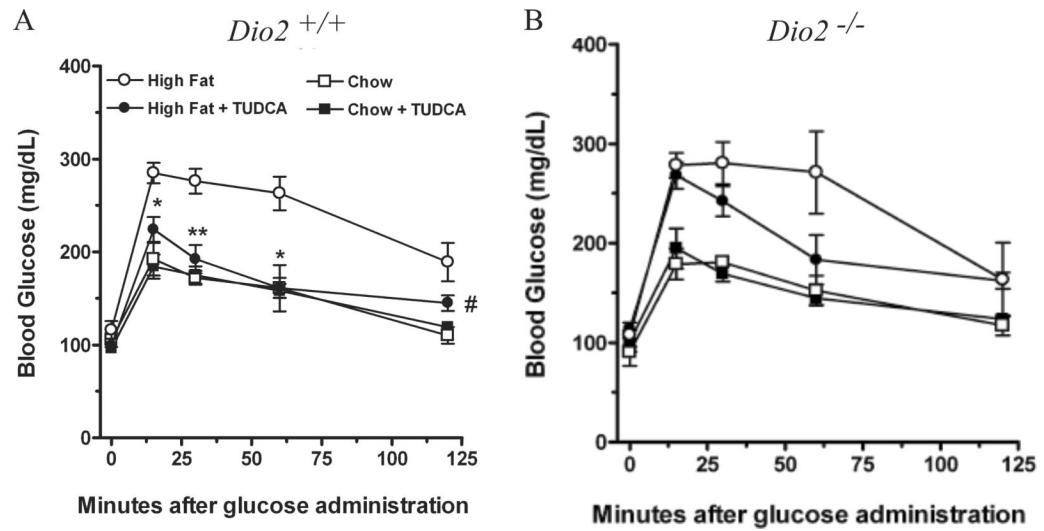 A
Dio2 +/+
400
300
200
100
0
Blood Glucose (mg/dL)
High Fat
Chow
High Fat + TUDCA
Chow + TUDCA
*
**
*
#
0 25 50 75 100 125
Minutes after glucose administration
B
Dio2 -/-
400
300
200
100
0
Blood Glucose (mg/dL)
0 25 50 75 100 125
Minutes after glucose administration